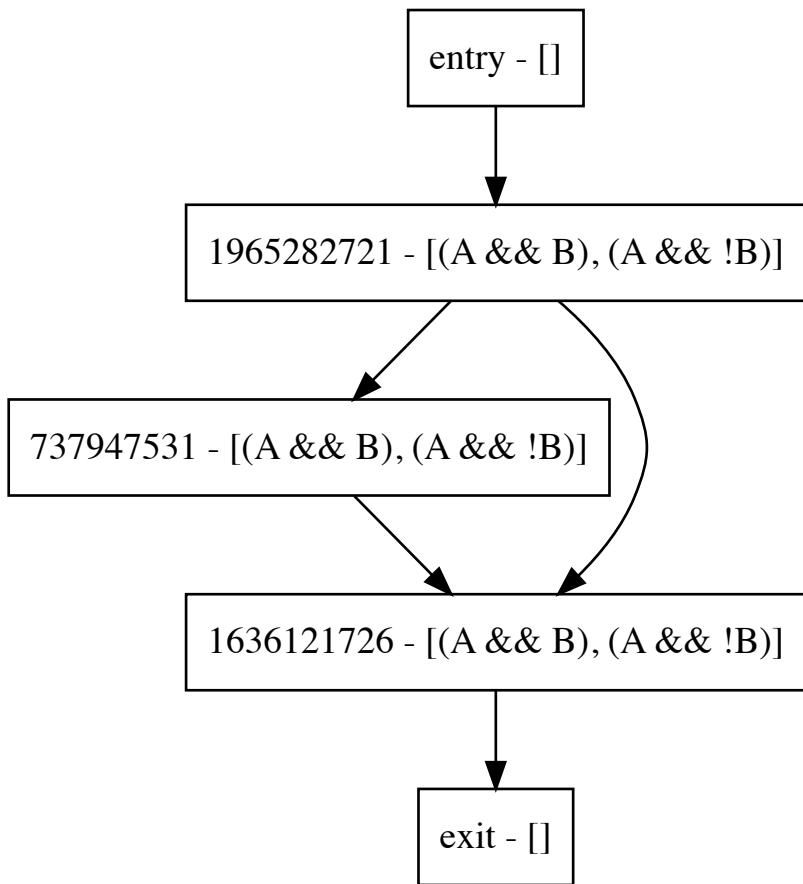 entry - []
1965282721 - [(A && B), (A && !B)]
737947531 - [(A && B), (A && !B)]
1636121726 - [(A && B), (A && !B)]
exit - []